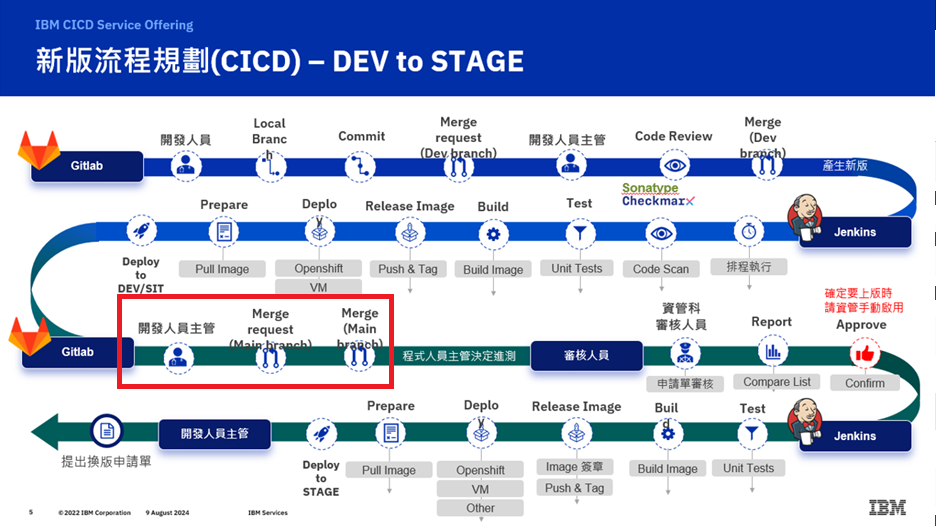 IBM CICD Service Offering
新版流程規劃(CICD) – DEV to STAGE
Gitlab
開發人員
Local
Branc
h
Commit
Merge
request
(Dev branch)
開發人員主管
Code Review
Merge
(Dev
branch)
產生新版
Jenkins
排程執行
Sonatype
Checkmarx
Code Scan
Test
Unit Tests
Build
Build Image
Release Image
Push & Tag
Deplo
y
Openshift
VM
Prepare
Pull Image
Deploy
to
DEV/SIT
Gitlab
開發人員主管
Merge
request
(Main branch)
Merge
(Main
branch)
程式人員主管決定進測
審核人員
資管科
審核人員
申請單審核
Report
Compare List
確定要上版時
請資管手動啟用
Approve
Confirm
Jenkins
Test
Unit Tests
Buil
d
Build Image
Release Image
Image 簽章
Push & Tag
Deplo
y
Openshift
VM
Other
Prepare
Pull Image
Deploy
to
STAGE
開發人員主管
提出換版申請單
5
© 2022 IBM Corporation
9 August 2024
IBM Services
IBM